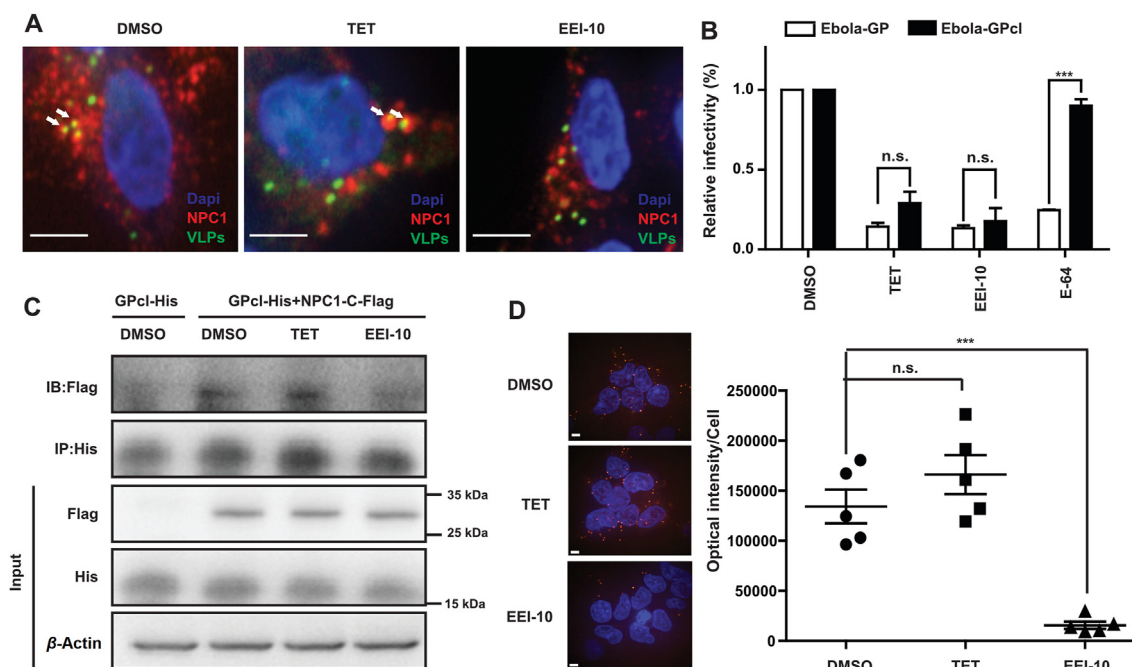 A
DMSO
TET
EEI-10
Dapi
NPC1
VLPs
Dapi
NPC1
VLPs
Dapi
NPC1
VLPs
B
Ebola-GP
Ebola-GPcl
Relative infectivity (%)
1.0
0.5
0.0
n.s.
n.s.
***
DMSO
TET
EEI-10
E-64
C
GPcl-His
GPcl-His+NPC1-C-Flag
DMSO
DMSO
TET
EEI-10
IB:Flag
IP:His
Input
Flag
35 kDa
25 kDa
His
15 kDa
β-Actin
D
DMSO
TET
EEI-10
***
n.s.
Optical intensity/Cell
250000
200000
150000
100000
50000
0
DMSO
TET
EEI-10